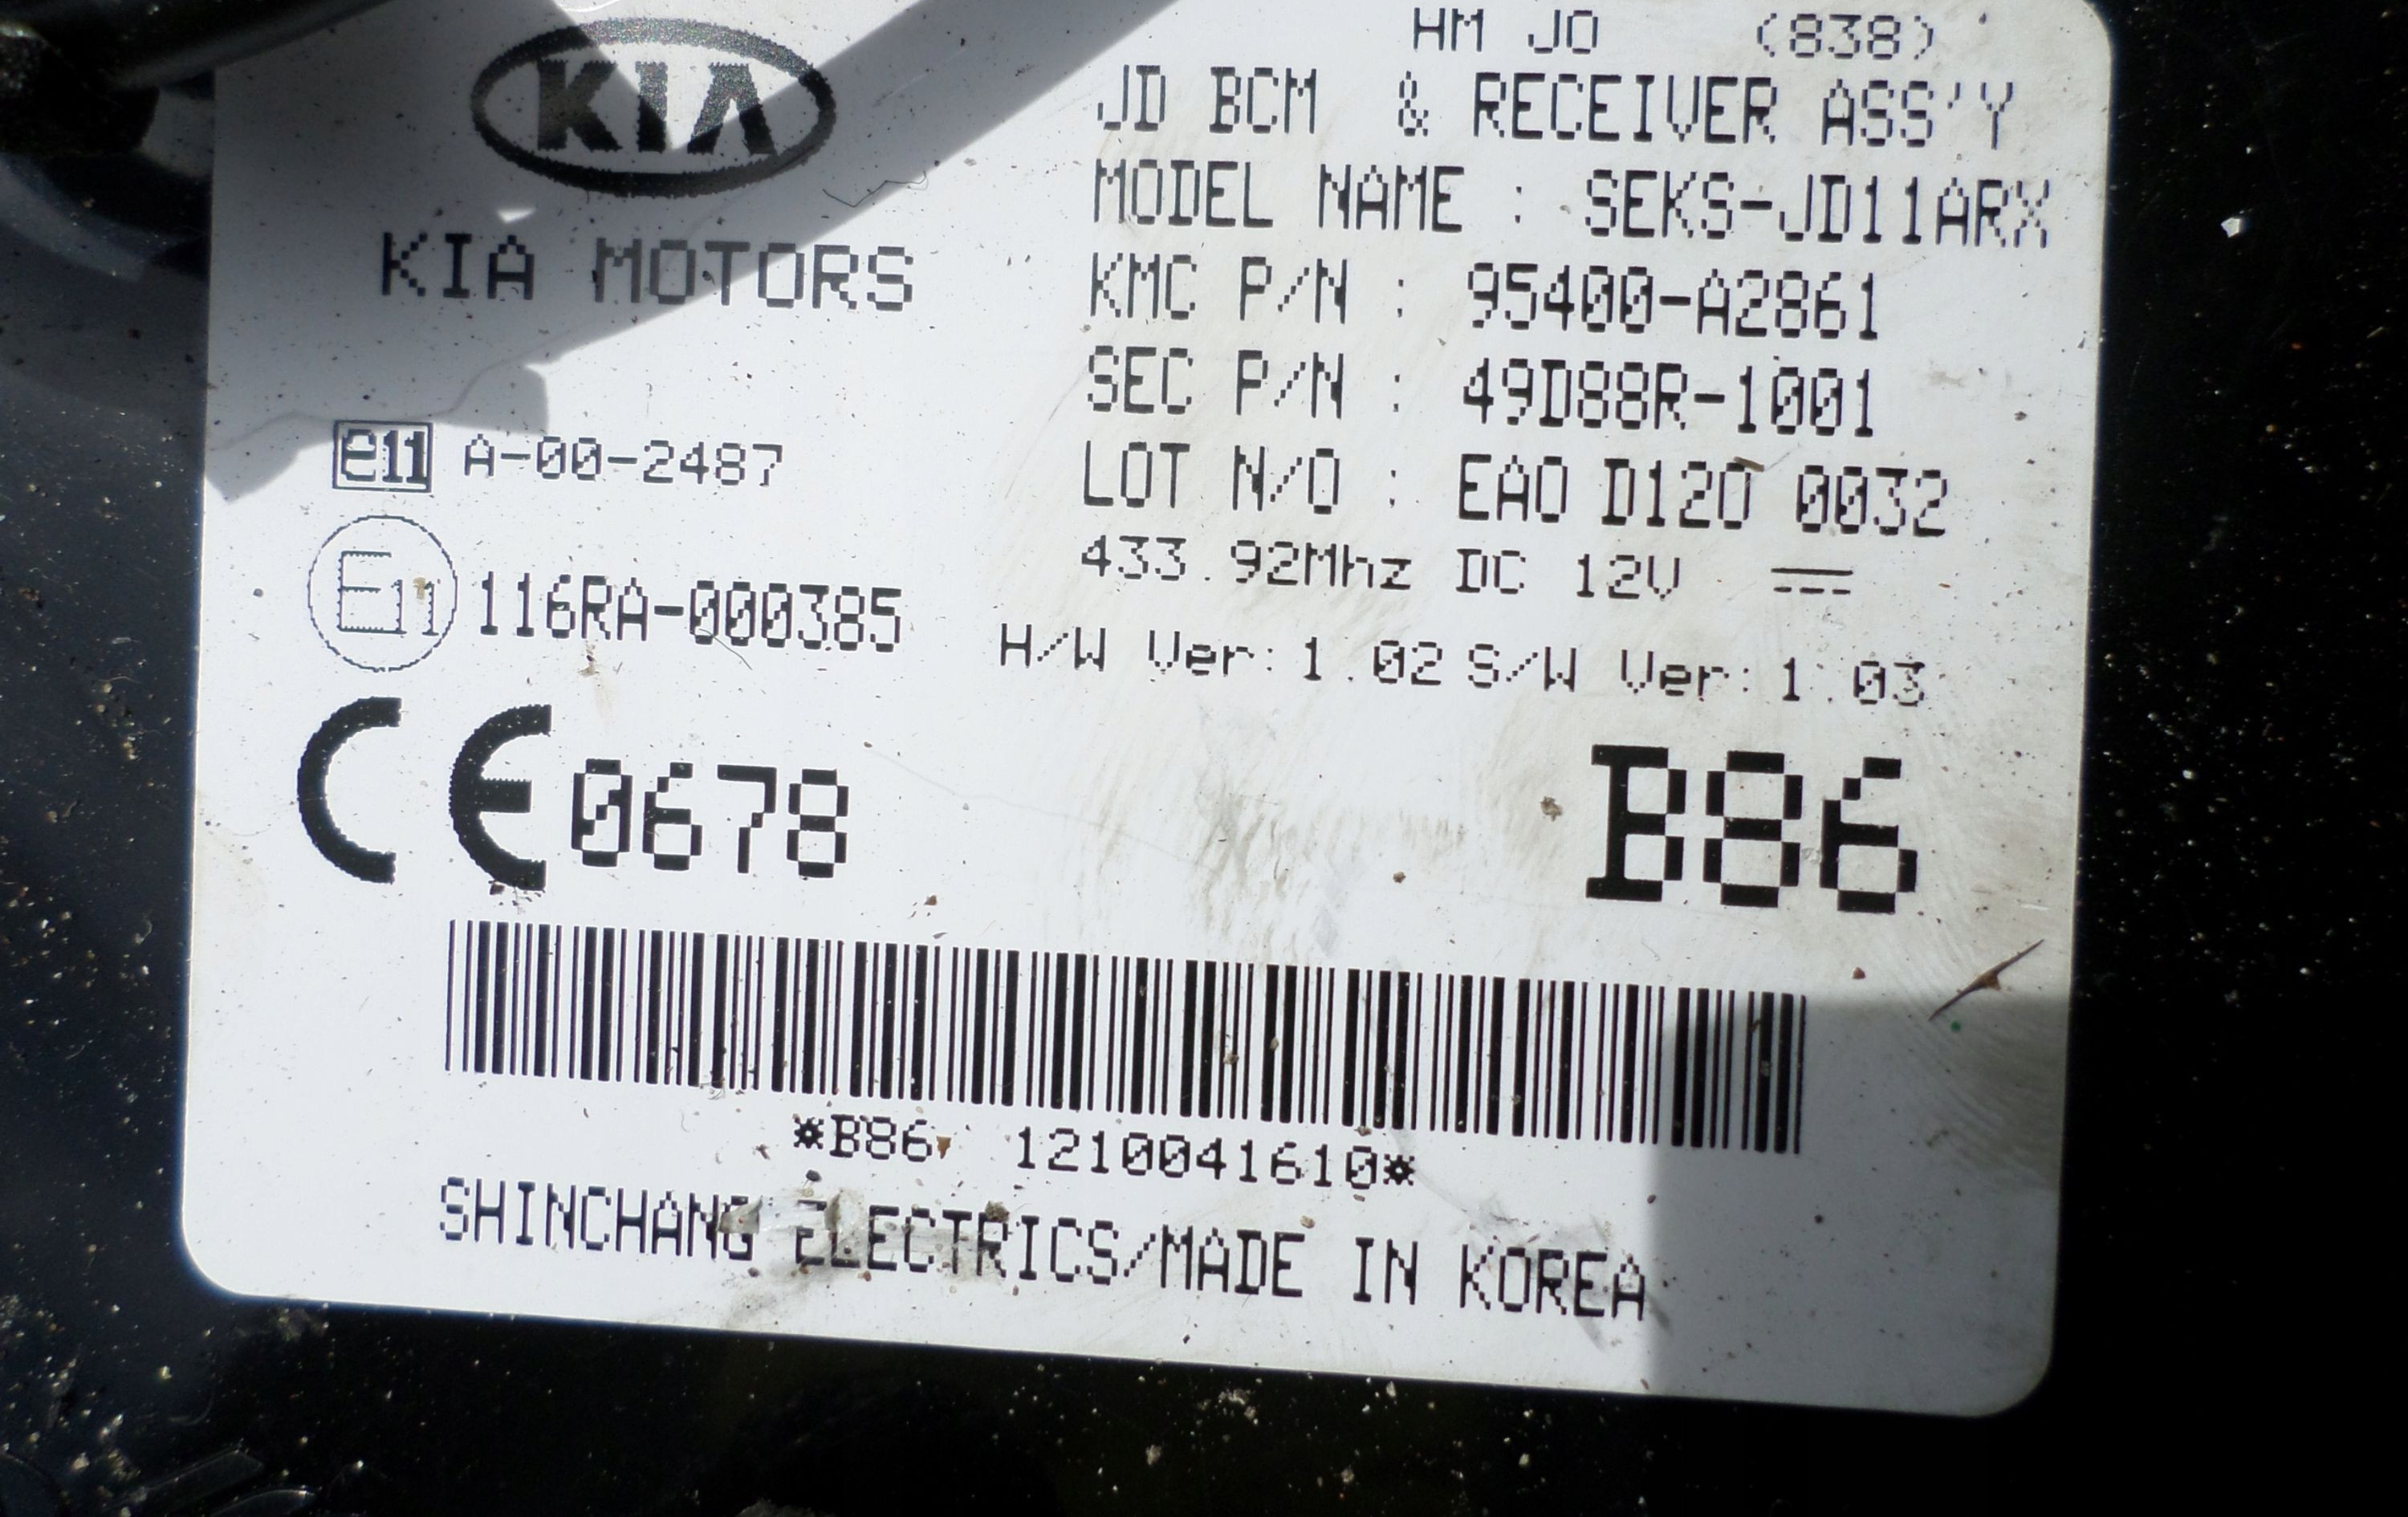 HM JO (838)
JD BCM & RECEIVER ASS'Y
MODEL NAME : SEKS-JD11ARX
KMC P/N : 95400-A2861
SEC P/N : 49D88R-1001
LOT N/O : EAO D120 0032
433.92Mhz DC 12V
H/W Ver:1.02 S/W Ver:1.03
KIA
KIA MOTORS
e11 A-00-2487
E11 116RA-000385
CE0678
B86
*B86 1210041610*
SHINCHANG ELECTRICS/MADE IN KOREA